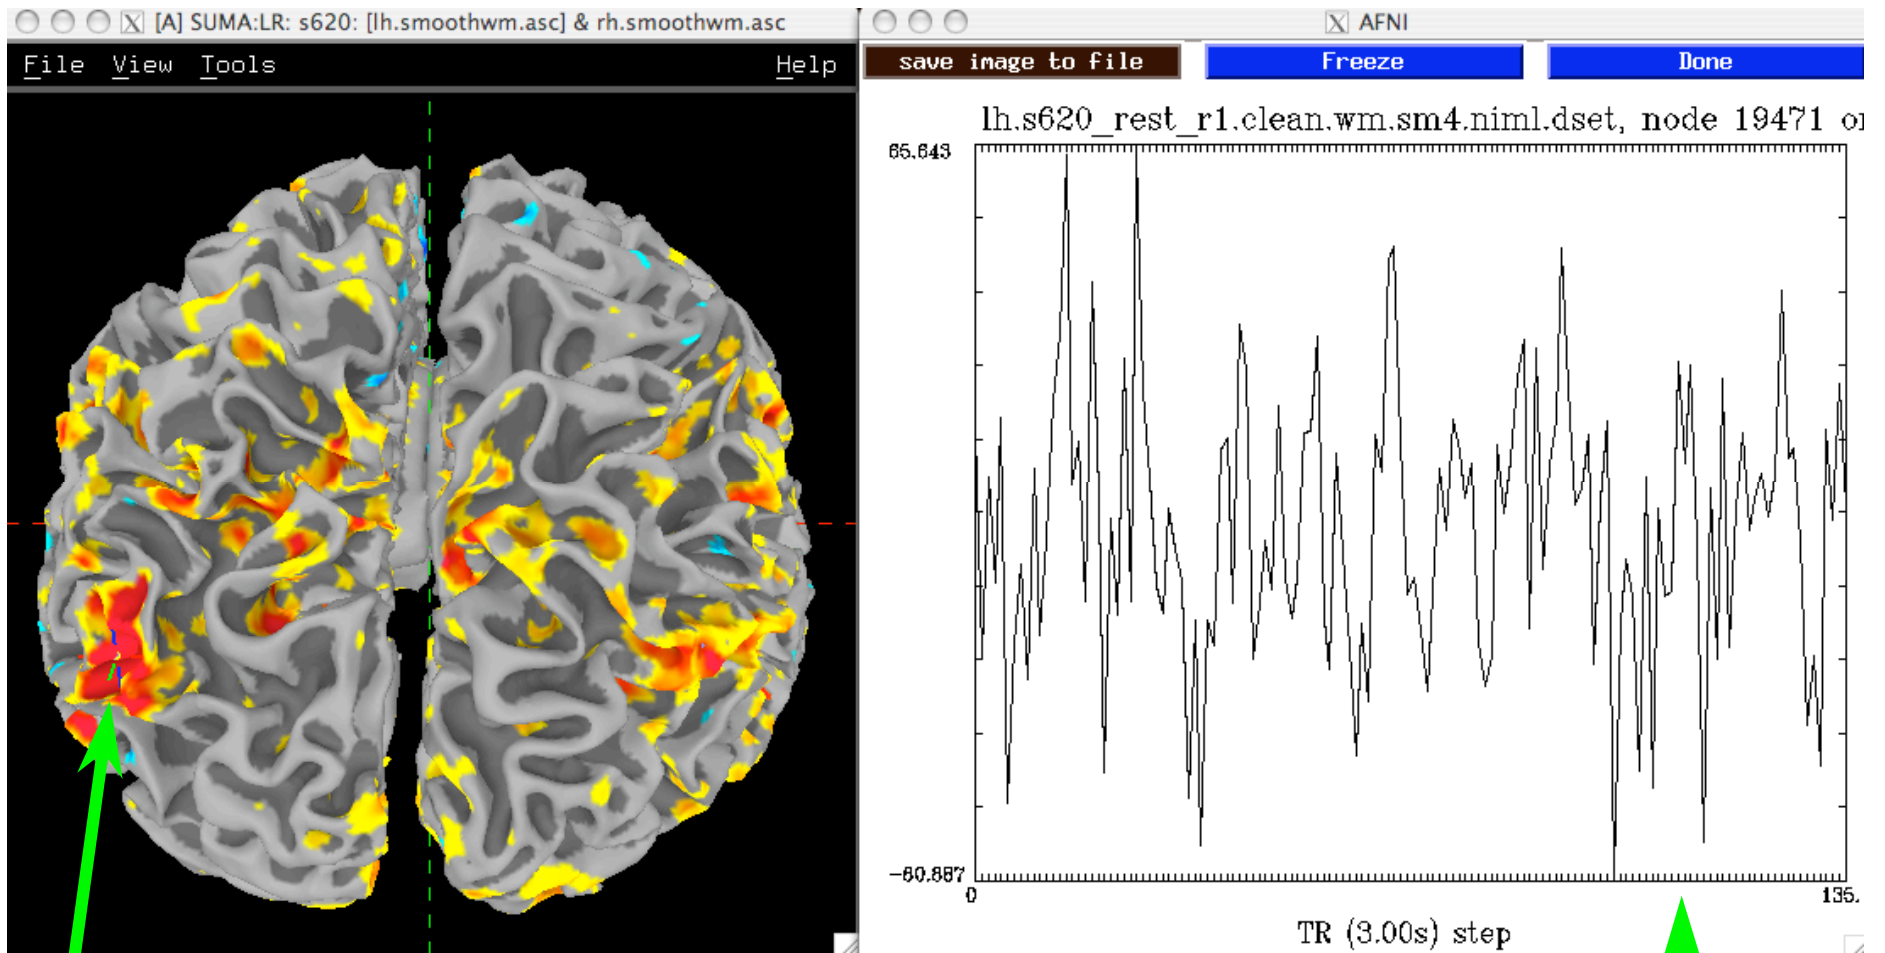 [A] SUMA:LR: s620: [lh.smoothwm.asc] & rh.smoothwm.asc
File View Tools Help
X AFNI
save image to file
Freeze
Done
lh.s620_rest_r1.clean.wm.sm4.niml.dset, node 19471
65.643
-60.887
0
135.
TR (3.00s) step